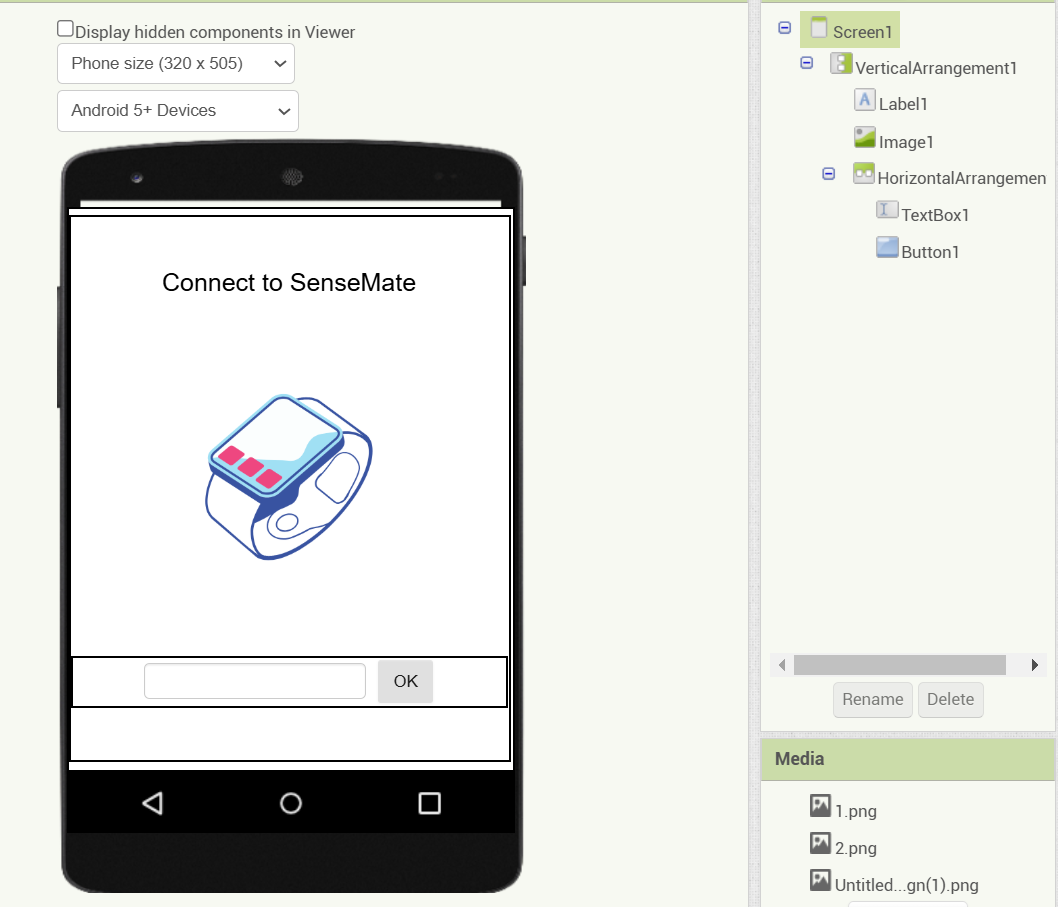 Display hidden components in Viewer
Phone size (320 x 505)
Android 5+ Devices
Connect to SenseMate
OK
Screen1
VerticalArrangement1
Label1
Image1
HorizontalArrangemen
TextBox1
Button1
Rename Delete
Media
1.png
2.png
Untitled...gn(1).png